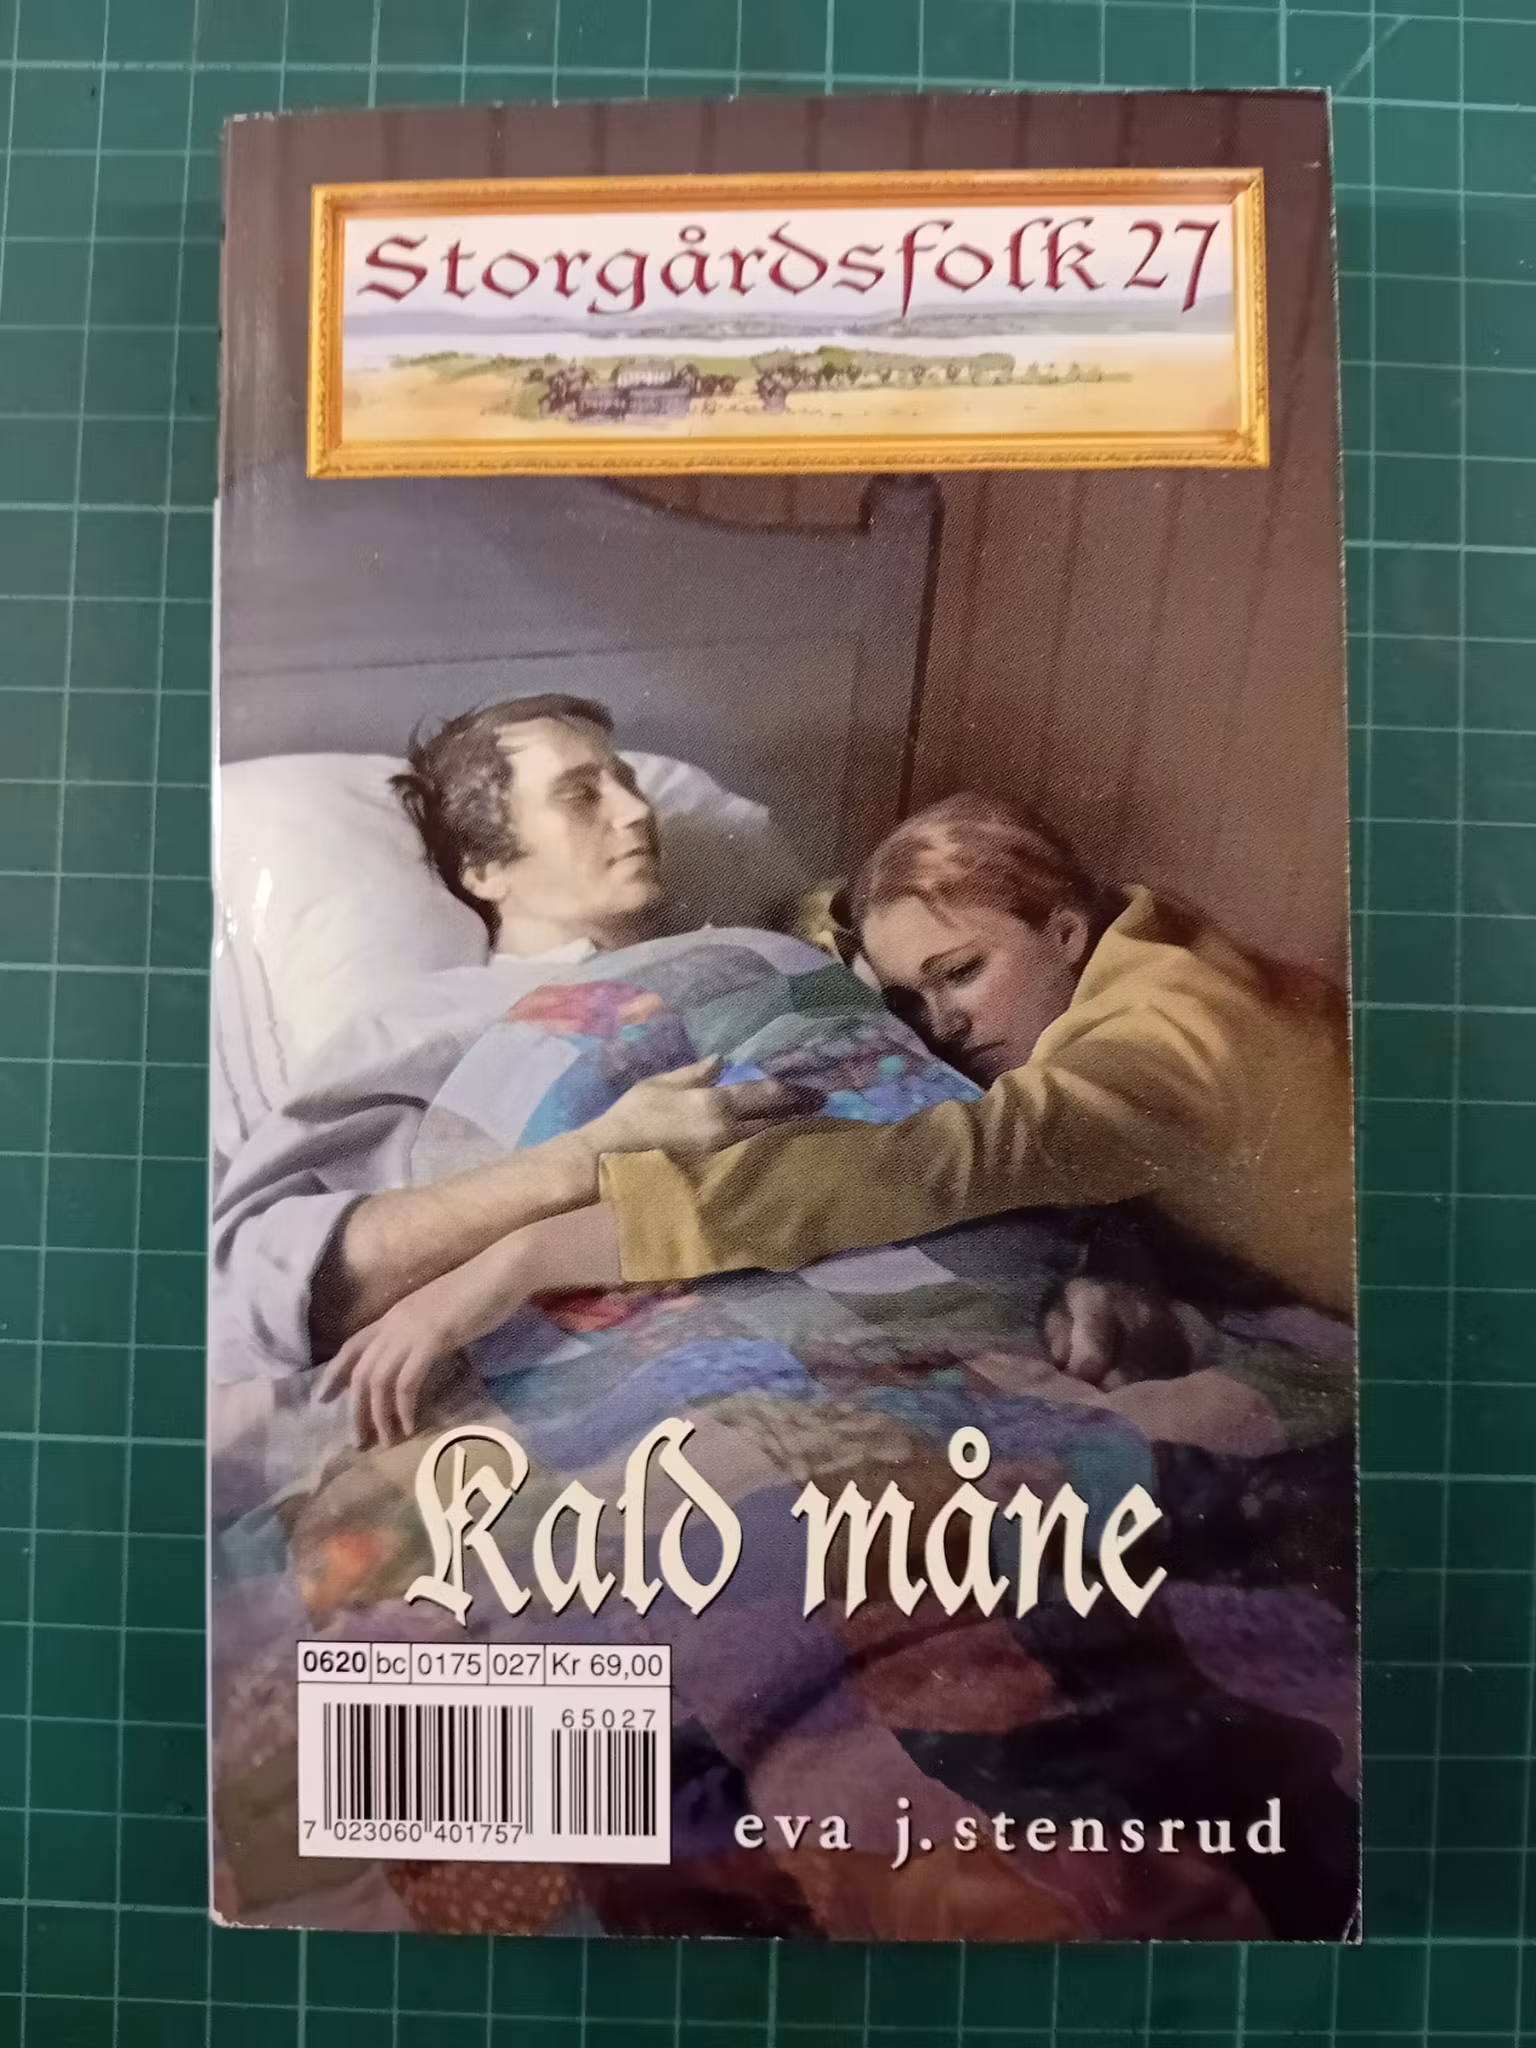 Storgårdsfolk 27
Kald måne
0620 bc 0175 027 Kr 69,00
65027
7 023060 401757
eva j. stensrud